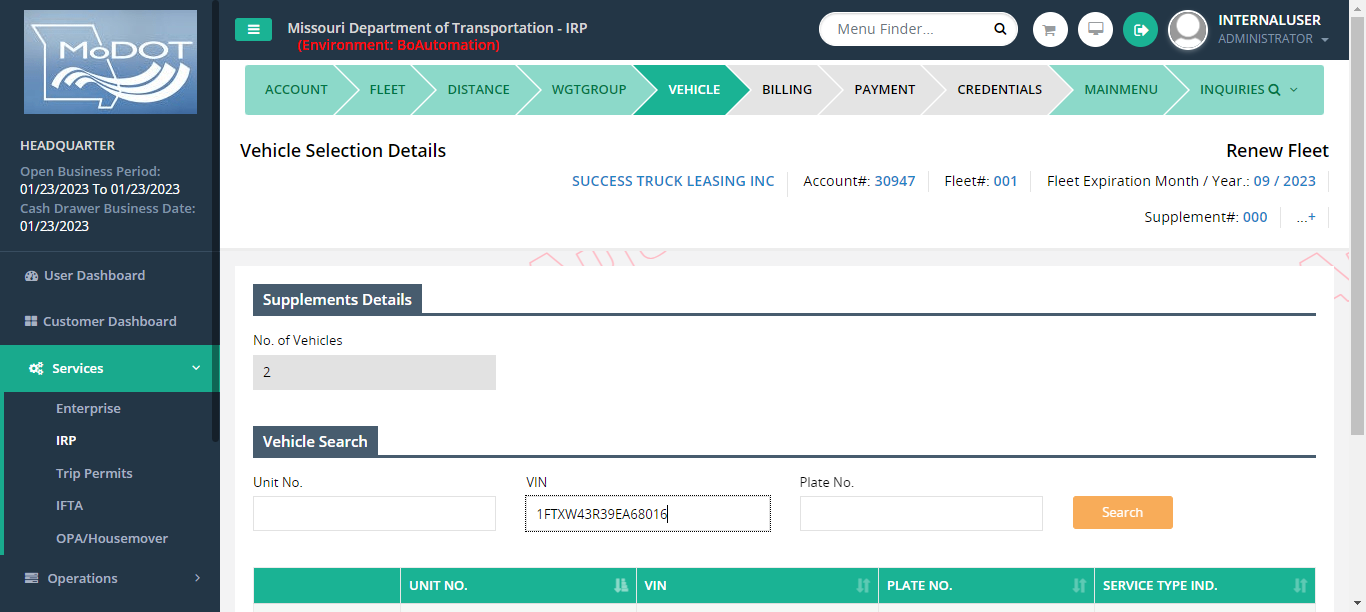 MoDOT
HEADQUARTER
Open Business Period:
01/23/2023 To 01/23/2023
Cash Drawer Business Date:
01/23/2023
User Dashboard
Customer Dashboard
Services
Enterprise
IRP
Trip Permits
IFTA
OPA/Housemover
Operations
Missouri Department of Transportation - IRP
(Environment: BoAutomation)
Menu Finder...
INTERNALUSER
ADMINISTRATOR
ACCOUNT FLEET DISTANCE WGTGROUP VEHICLE BILLING PAYMENT CREDENTIALS MAINMENU INQUIRIES
Vehicle Selection Details Renew Fleet
SUCCESS TRUCK LEASING INC Account#: 30947 Fleet#: 001 Fleet Expiration Month / Year.: 09 / 2023
Supplement#: 000 ...+
Supplements Details
No. of Vehicles
2
Vehicle Search
Unit No. VIN Plate No.
1FTXW43R39EA68016 Search
UNIT NO. VIN PLATE NO. SERVICE TYPE IND.